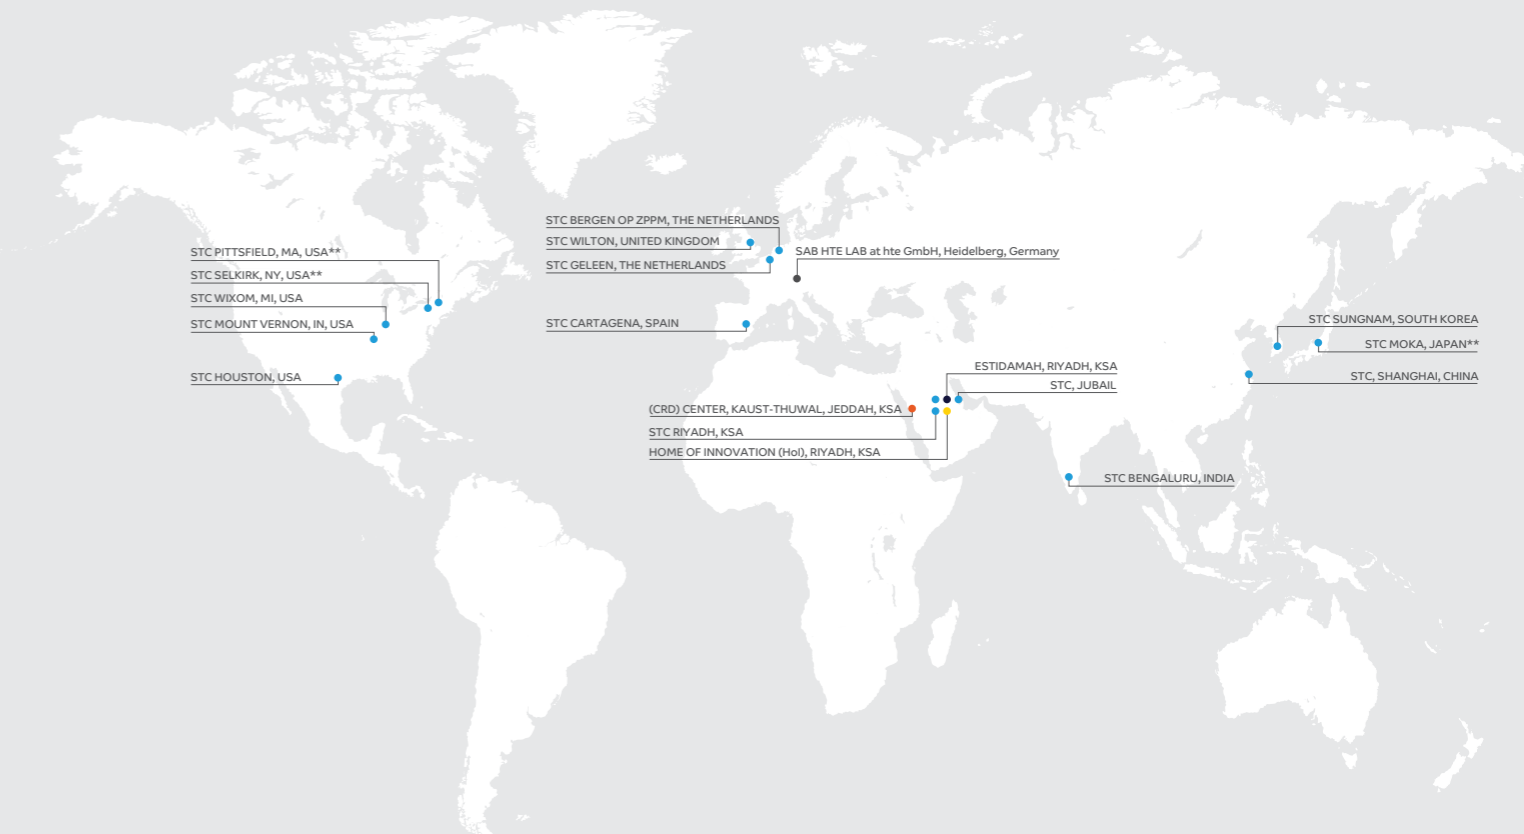 STC PITTSFIELD, MA, USA**
STC SELKIRK, NY, USA**
STC WIXOM, MI, USA
STC MOUNT VERNON, IN, USA
STC HOUSTON, USA
STC BERGEN OP ZPPM, THE NETHERLANDS
STC WILTON, UNITED KINGDOM
STC GELEEN, THE NETHERLANDS
SAB HTE LAB at hte GmbH, Heidelberg, Germany
STC CARTAGENA, SPAIN
ESTIDAMAH, RIYADH, KSA
STC, JUBAIL
(CRD) CENTER, KAUST-THUWAL, JEDDAH, KSA
STC RIYADH, KSA
HOME OF INNOVATION (HoI), RIYADH, KSA
STC SUNGNAM, SOUTH KOREA
STC MOKA, JAPAN**
STC, SHANGHAI, CHINA
STC BENGALURU, INDIA